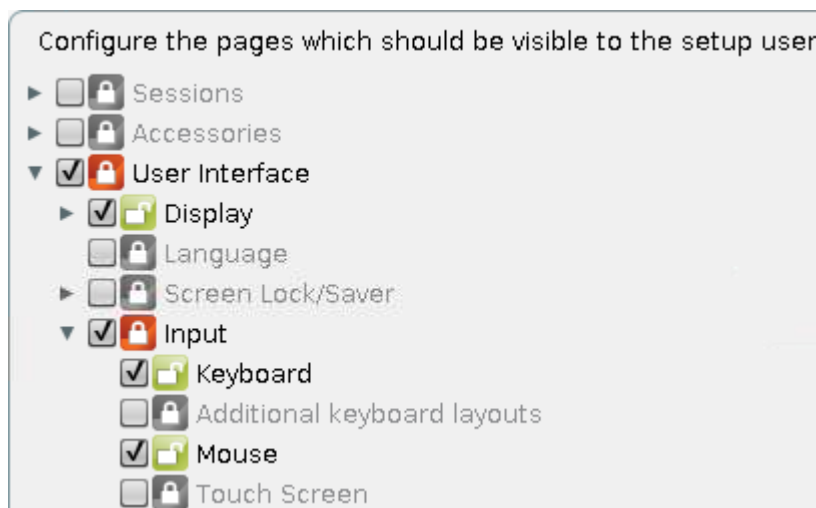 Configure the pages which should be visible to the setup user
Sessions
Accessories
User Interface
Display
Language
Screen Lock/Saver
Input
Keyboard
Additional keyboard layouts
Mouse
Touch Screen